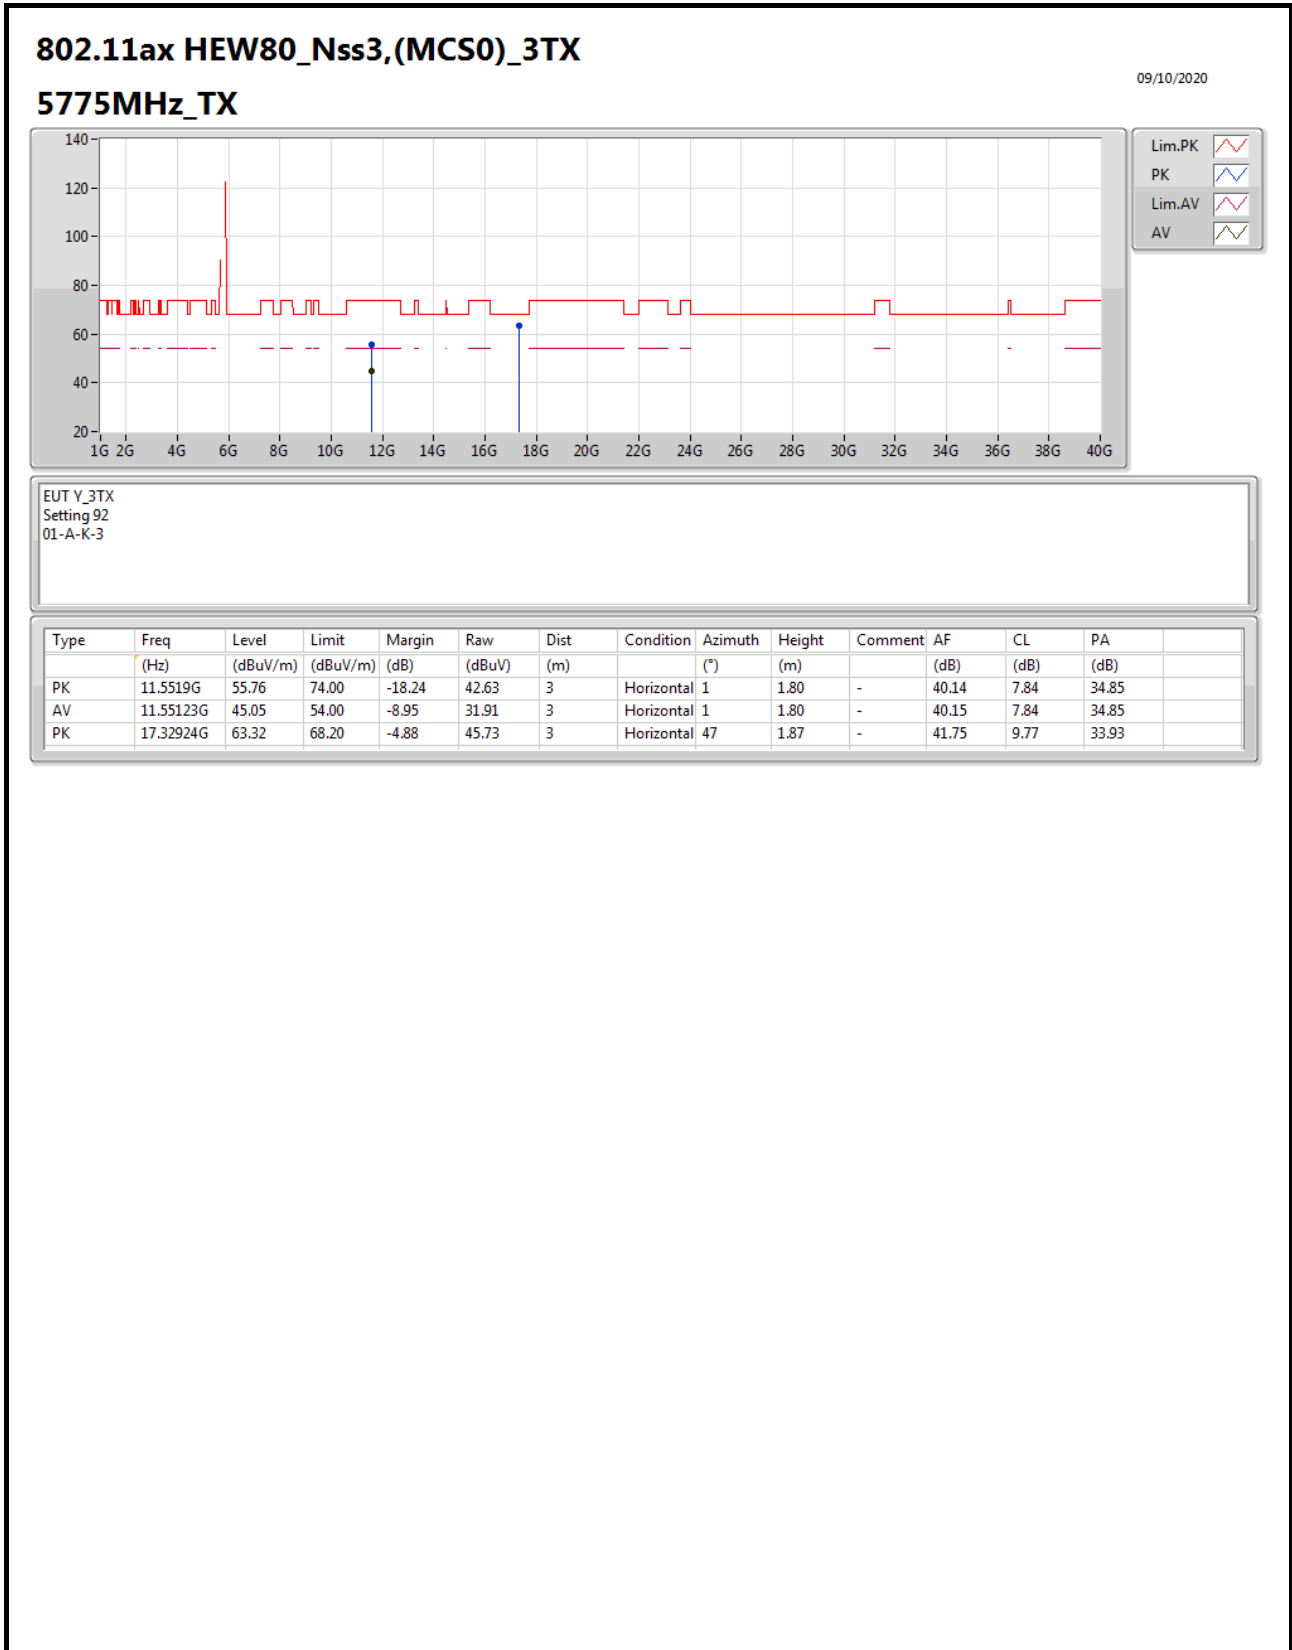 802.11ax HEW80_Nss3,(MCS0)_3TX
09/10/2020
5775MHz_TX
140
120
100
80
60
40
20
1G 2G 4G 6G 8G 10G 12G 14G 16G 18G 20G 22G 24G 26G 28G 30G 32G 34G 36G 38G 40G
Lim.PK
PK
Lim.AV
AV
EUT Y_3TX
Setting 92
01-A-K-3
Type Freq Level Limit Margin Raw Dist Condition Azimuth Height Comment AF CL PA
(Hz) (dBuV/m) (dBuV/m) (dB) (dBuV) (m) (°) (m) (dB) (dB) (dB)
PK 11.5519G 55.76 74.00 -18.24 42.63 3 Horizontal 1 1.80 - 40.14 7.84 34.85
AV 11.55123G 45.05 54.00 -8.95 31.91 3 Horizontal 1 1.80 - 40.15 7.84 34.85
PK 17.32924G 63.32 68.20 -4.88 45.73 3 Horizontal 47 1.87 - 41.75 9.77 33.93